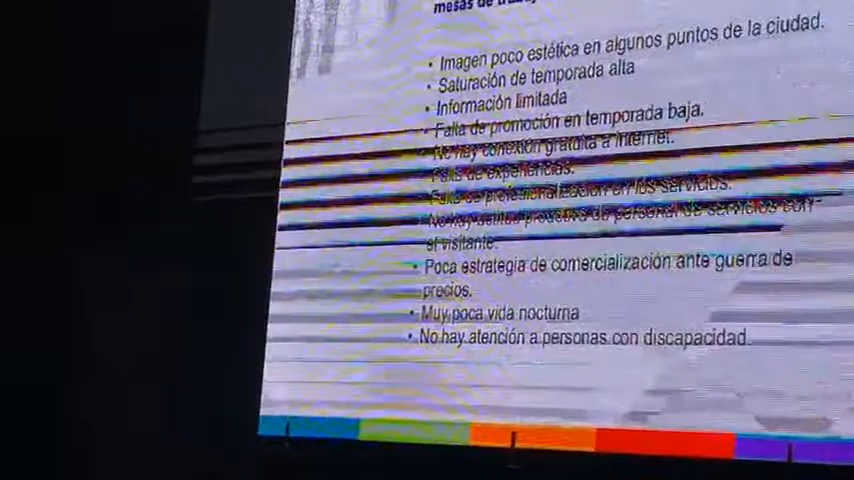 mesas de trabajo
• Imagen poco estética en algunos puntos de la ciudad.
• Saturación de temporada alta
• Información limitada
• Falta de promoción en temporada baja.
• No hay conexión gratuita a Internet.
• Falta de experiencias.
• Falta de profesionalización en los servicios.
• No hay actitud productiva de personal de servicios con
el visitante.
• Poca estrategia de comercialización ante guerra de
precios.
• Muy poca vida nocturna
• No hay atención a personas con discapacidad.